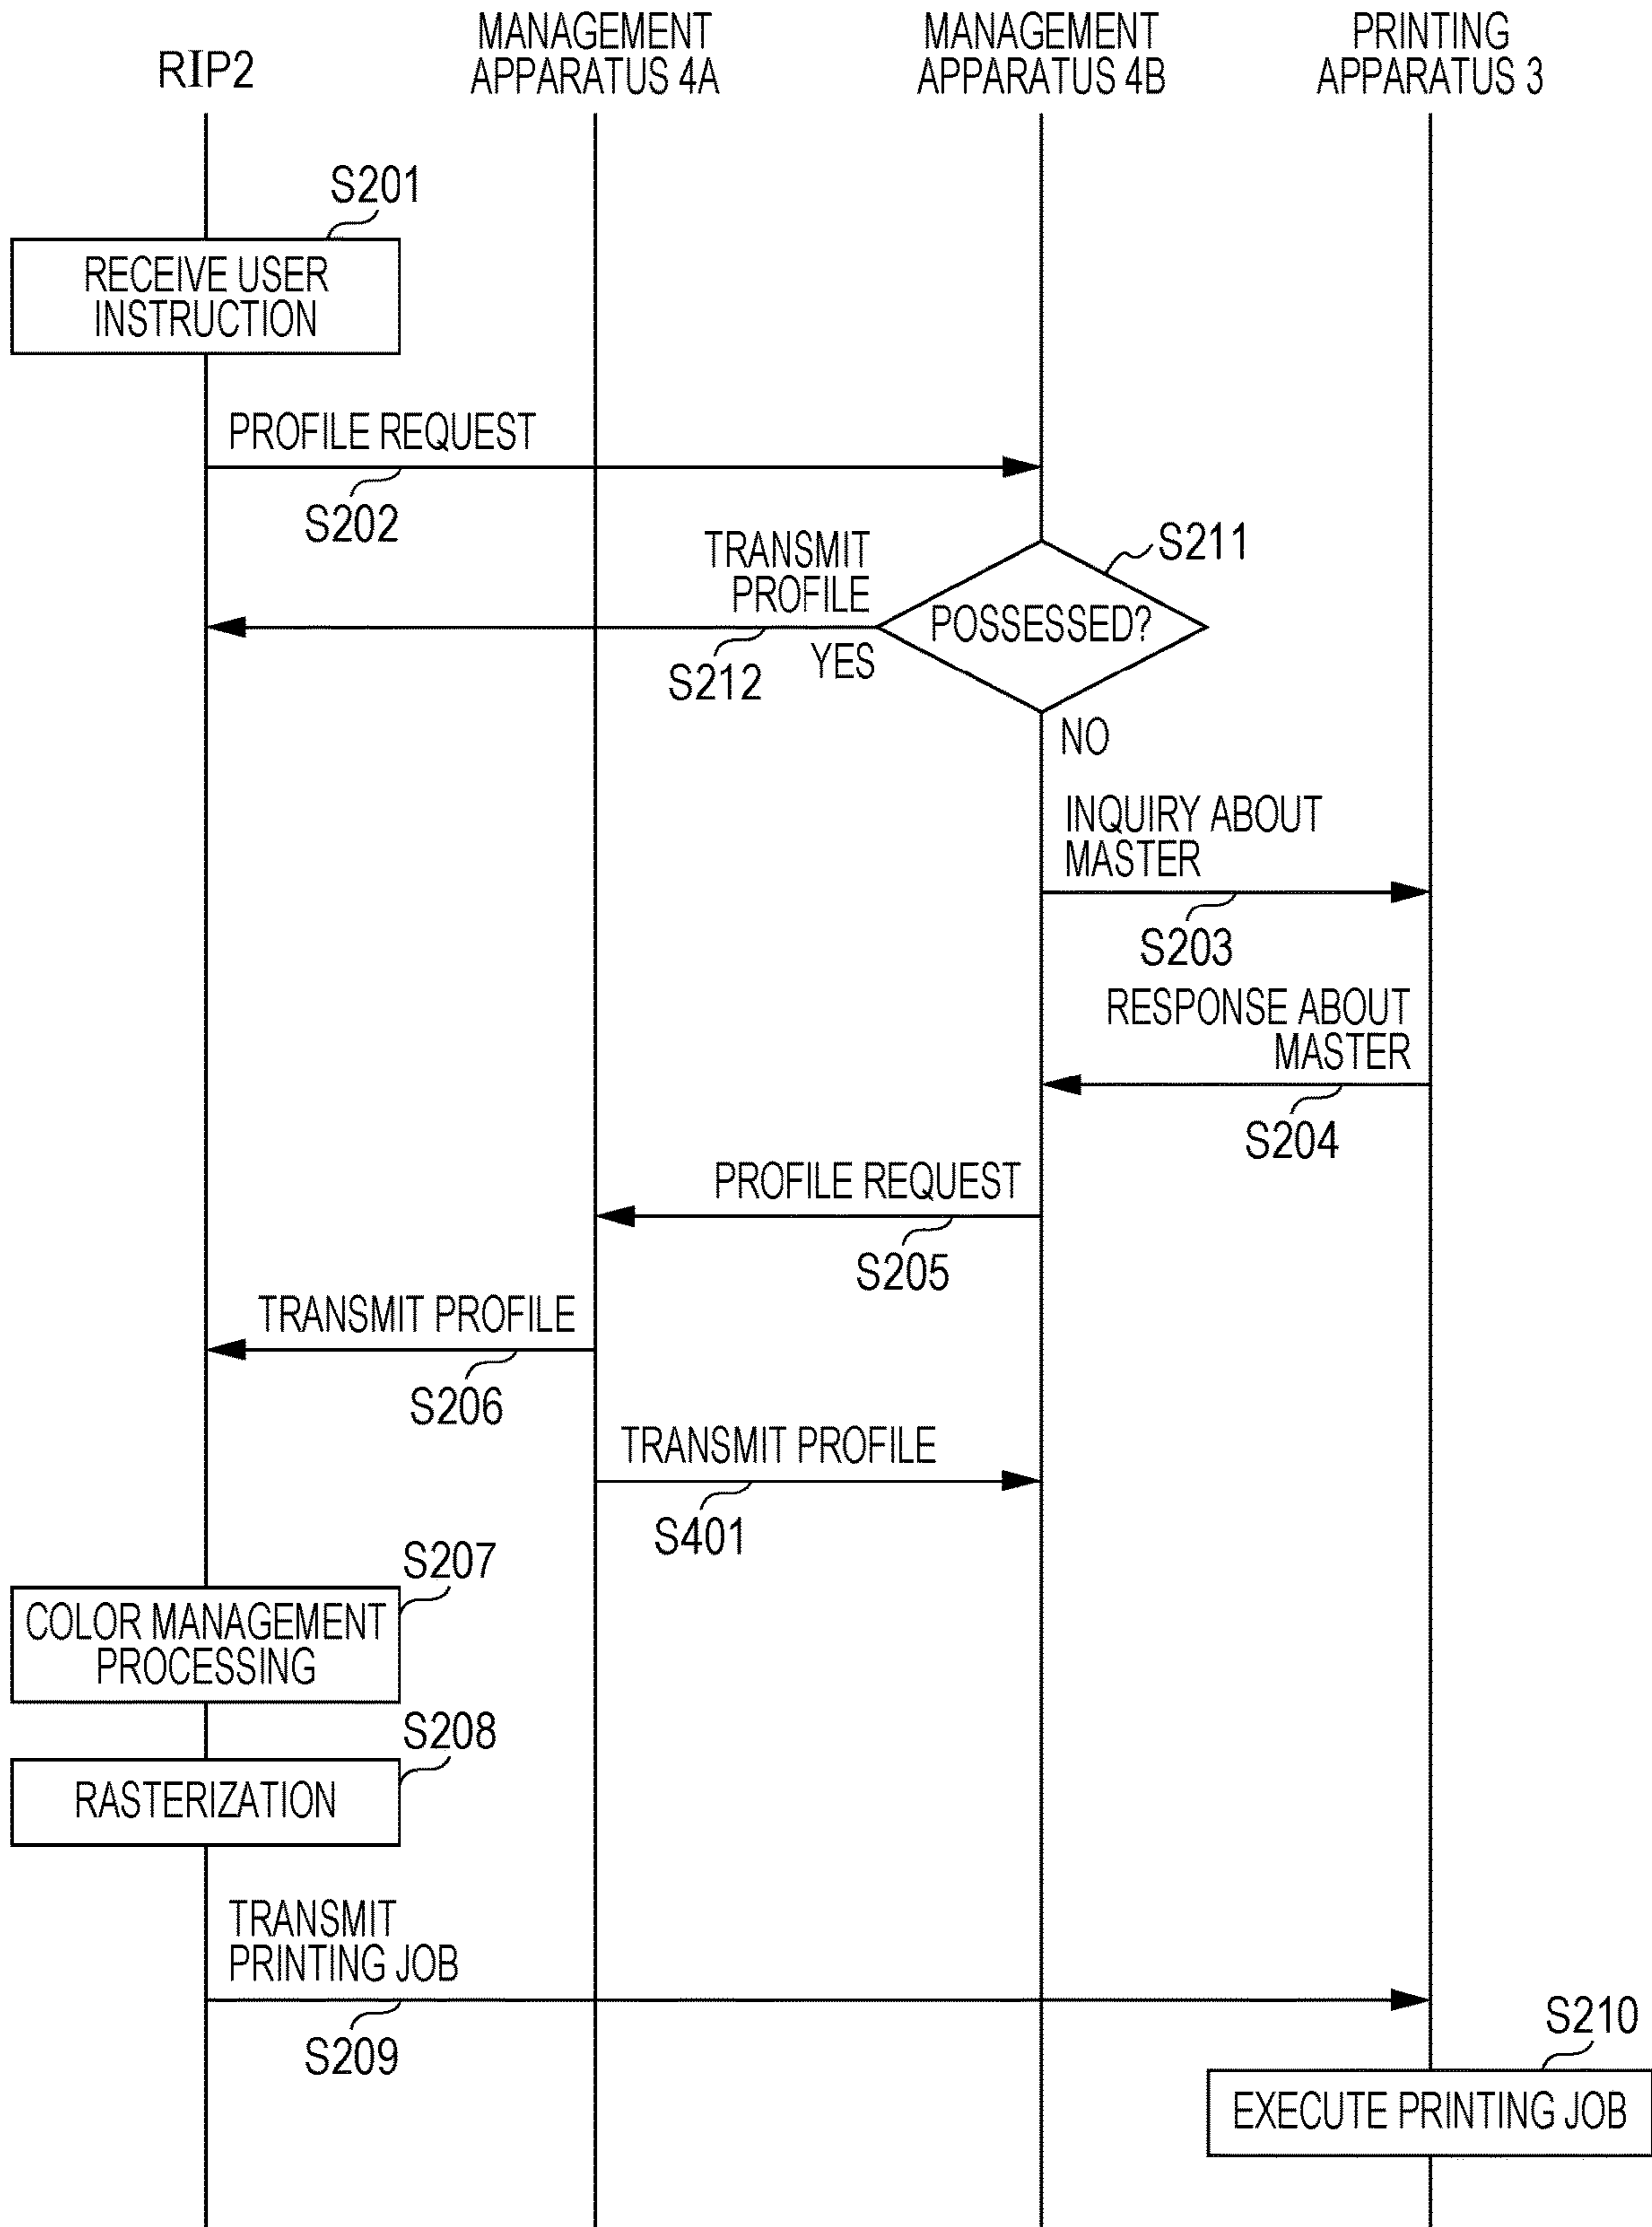 RIP2
MANAGEMENT
APPARATUS 4A
MANAGEMENT
APPARATUS 4B
PRINTING
APPARATUS 3
S201
RECEIVE USER
INSTRUCTION
PROFILE REQUEST
S202
S211
TRANSMIT
PROFILE
POSSESSED?
YES
S212
NO
INQUIRY ABOUT
MASTER
S203
RESPONSE ABOUT
MASTER
S204
PROFILE REQUEST
S205
TRANSMIT PROFILE
S206
TRANSMIT PROFILE
S401
S207
COLOR MANAGEMENT
PROCESSING
S208
RASTERIZATION
TRANSMIT
PRINTING JOB
S209
S210
EXECUTE PRINTING JOB